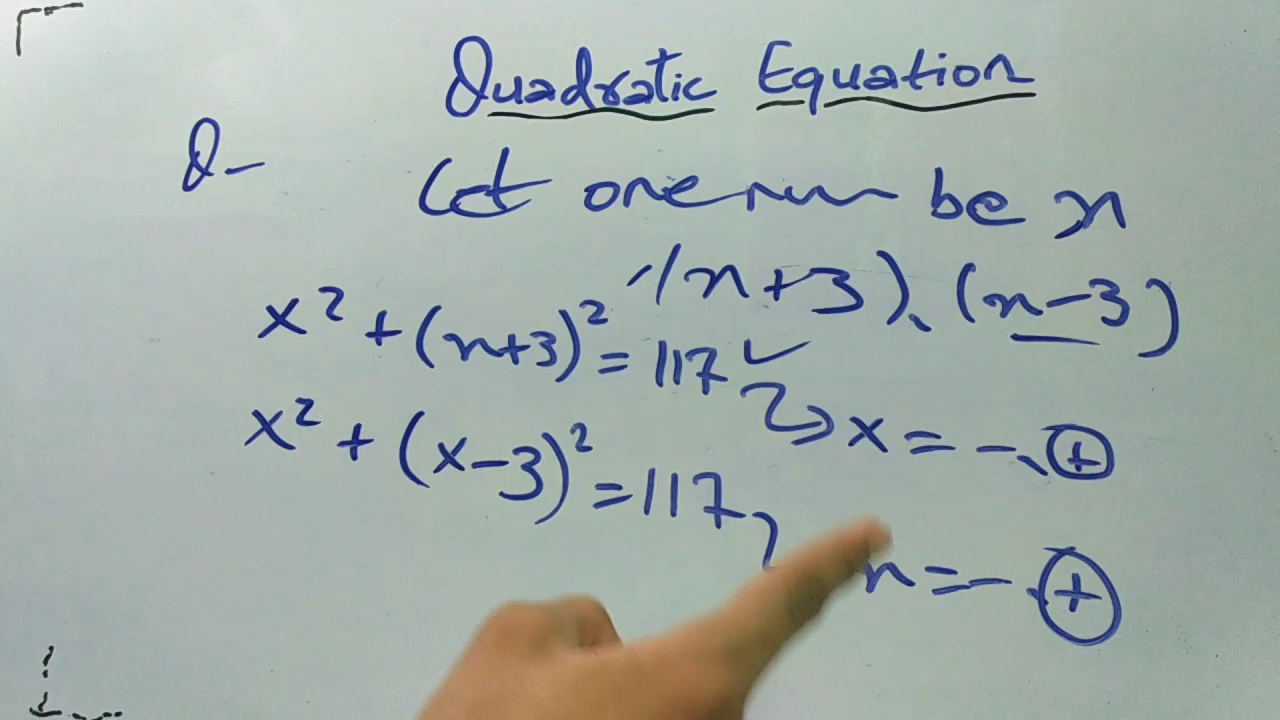 Quadratic Equation
Q- Let one num be x
(x+3), (x-3)
x² + (x+3)² = 117 ✓
x² + (x-3)² = 117
x = -, +
x = -, +